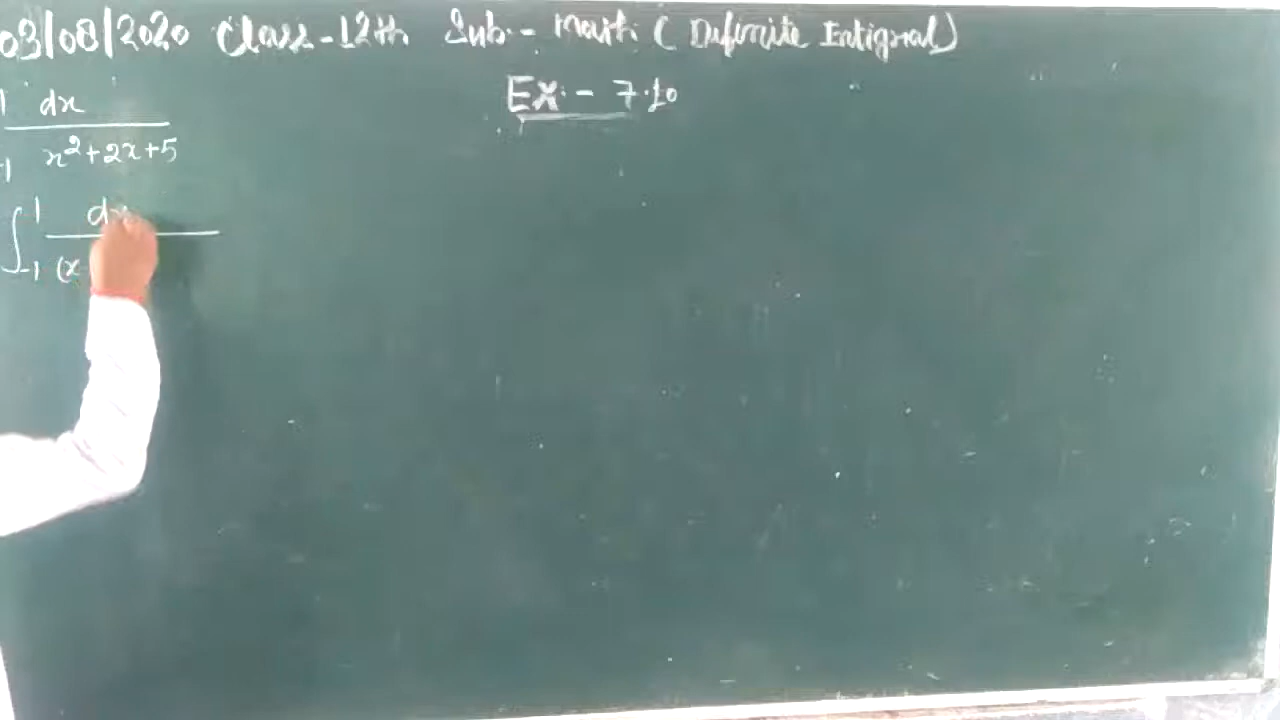 03/08/2020 Class-12th Sub.- Math (Definite Entignal)
Ex.- 7.10
1 dx
-1 x²+2x+5
∫ 1 dx
-1 (x